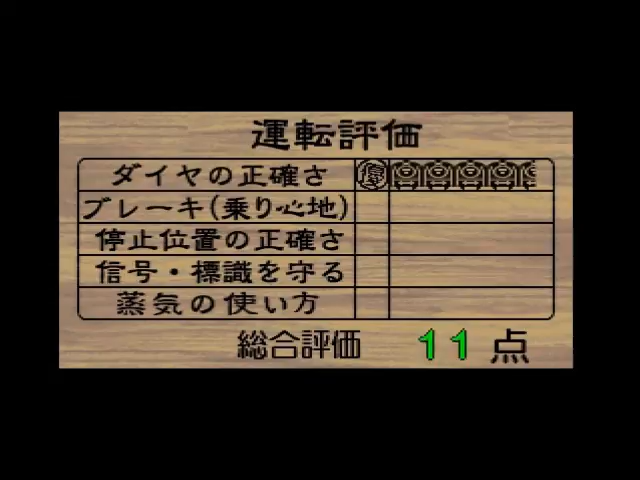 運転評価
ダイヤの正確さ
ブレーキ(乗り心地)
停止位置の正確さ
信号・標識を守る
蒸気の使い方
総合評価 11 点